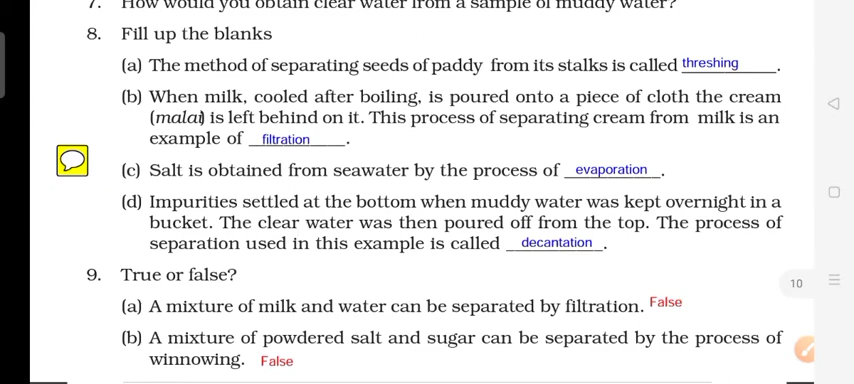 7. How would you obtain clear water from a sample of muddy water?
8. Fill up the blanks
(a) The method of separating seeds of paddy from its stalks is called threshing.
(b) When milk, cooled after boiling, is poured onto a piece of cloth the cream
(malai) is left behind on it. This process of separating cream from milk is an
example of filtration.
(c) Salt is obtained from seawater by the process of evaporation.
(d) Impurities settled at the bottom when muddy water was kept overnight in a
bucket. The clear water was then poured off from the top. The process of
separation used in this example is called decantation.
9. True or false?
10
(a) A mixture of milk and water can be separated by filtration. False
(b) A mixture of powdered salt and sugar can be separated by the process of
winnowing. False